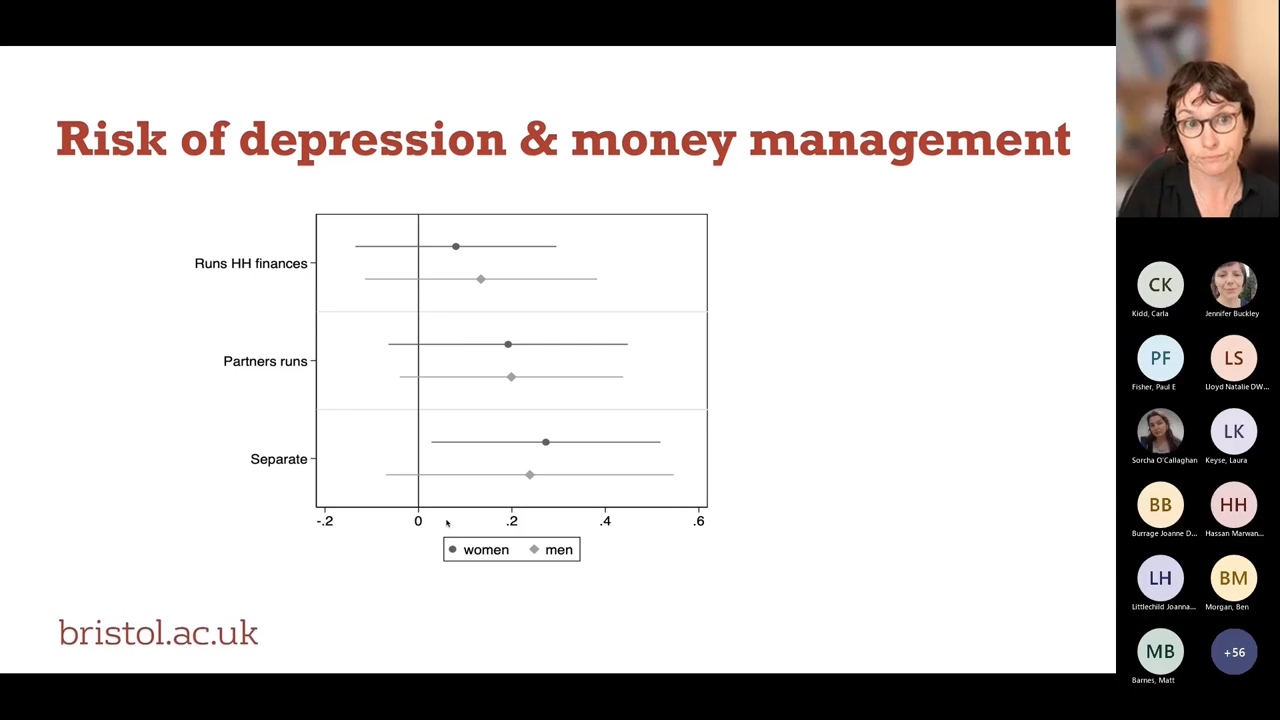 Risk of depression & money management
Runs HH finances
Partners runs
Separate
-.2 0 .2 .4 .6
women men
bristol.ac.uk
CK
Kidd, Carla
Jennifer Buckley
PF
Fisher, Paul E
LS
Lloyd Natalie DW...
Sorcha O'Callaghan
LK
Keyse, Laura
BB
Burrage Joanne D...
HH
Hassan Marwan...
LH
Littlechild Joanna...
BM
Morgan, Ben
MB
Barnes, Matt
+56